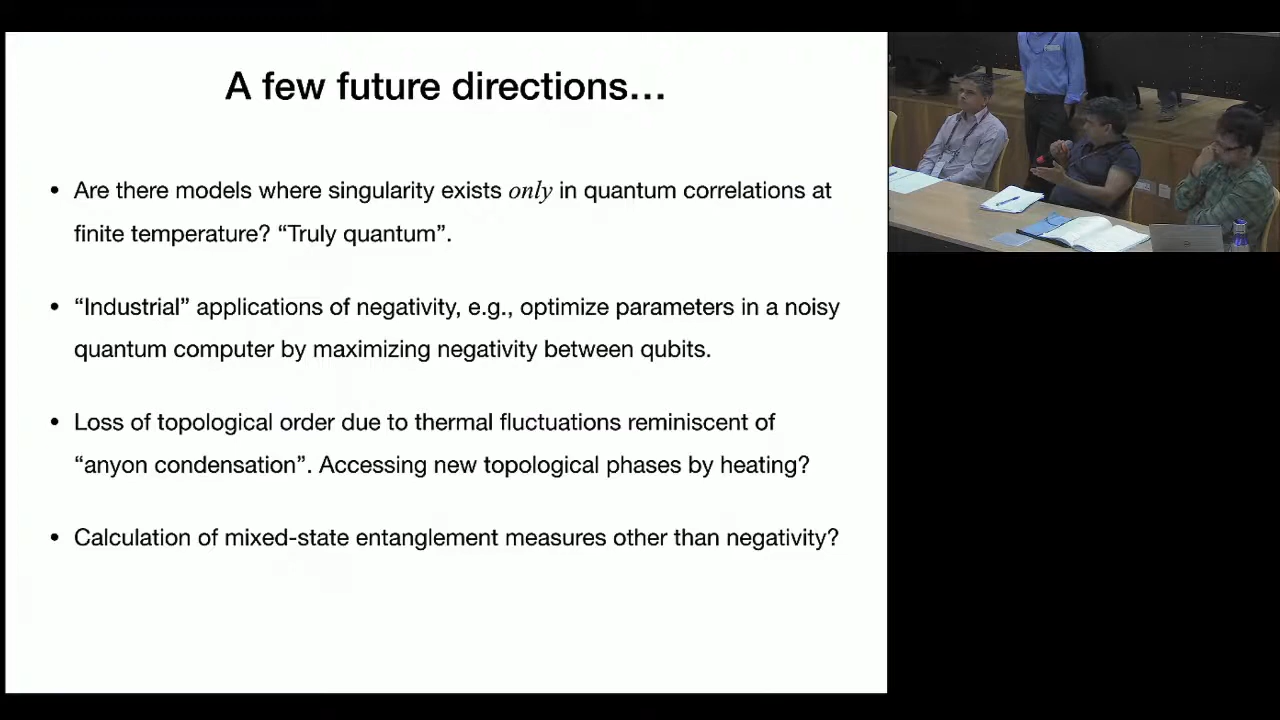 A few future directions…
• Are there models where singularity exists only in quantum correlations at
finite temperature? “Truly quantum”.
• “Industrial” applications of negativity, e.g., optimize parameters in a noisy
quantum computer by maximizing negativity between qubits.
• Loss of topological order due to thermal fluctuations reminiscent of
“anyon condensation”. Accessing new topological phases by heating?
• Calculation of mixed-state entanglement measures other than negativity?